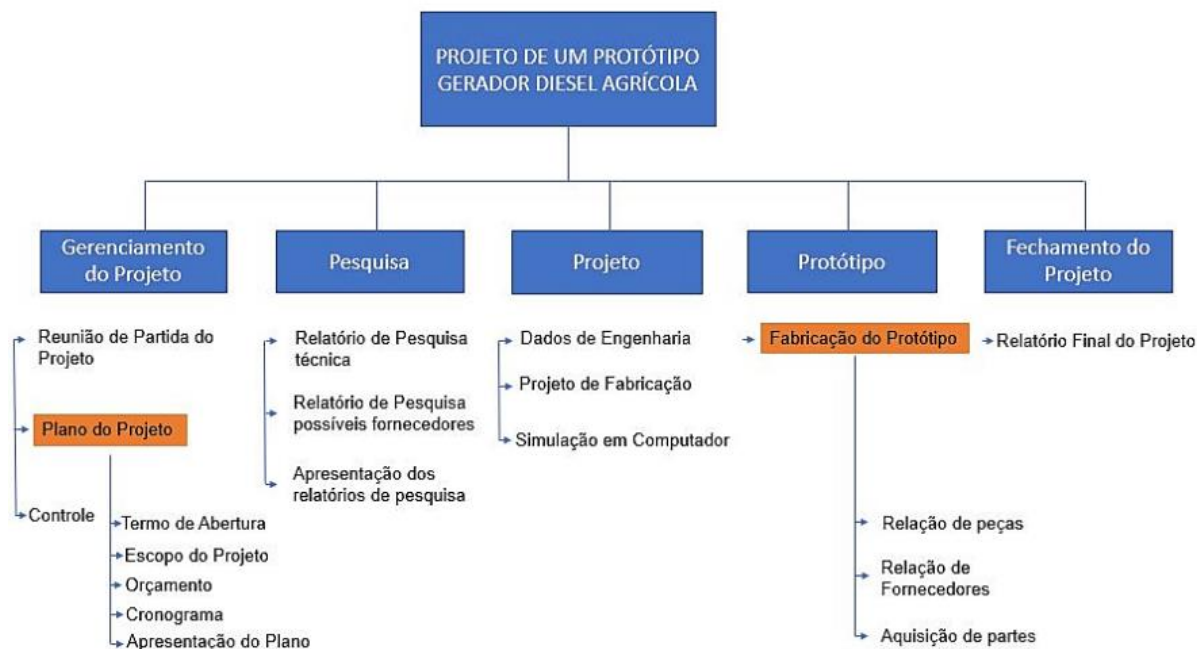 PROJETO DE UM PROTÓTIPO
GERADOR DIESEL AGRÍCOLA
Gerenciamento
do Projeto
Pesquisa
Projeto
Protótipo
Fechamento do
Projeto
Reunião de Partida do
Projeto
Plano do Projeto
Controle
Termo de Abertura
Escopo do Projeto
Orçamento
Cronograma
Apresentação do Plano
Relatório de Pesquisa
técnica
Relatório de Pesquisa
possíveis fornecedores
Apresentação dos
relatórios de pesquisa
Dados de Engenharia
Projeto de Fabricação
Simulação em Computador
Fabricação do Protótipo
Relação de peças
Relação de
Fornecedores
Aquisição de partes
Relatório Final do Projeto